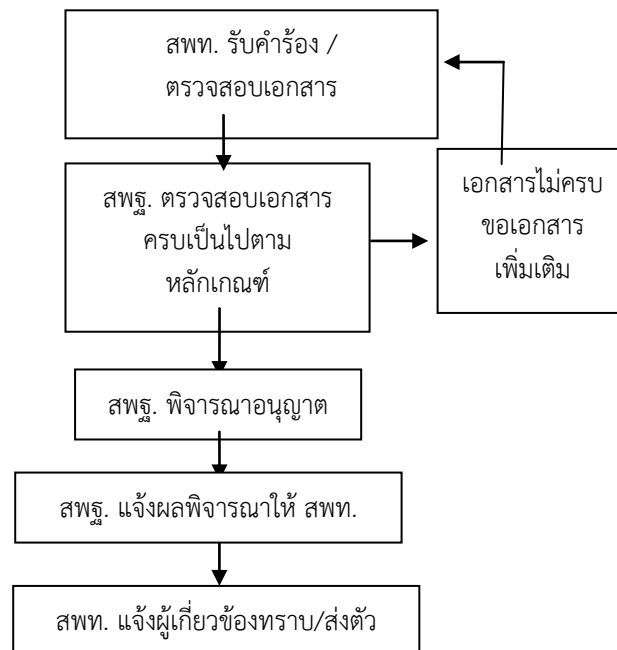 สพท. รับคำร้อง /
ตรวจสอบเอกสาร
สพฐ. ตรวจสอบเอกสาร
ครบเป็นไปตาม
หลักเกณฑ์
เอกสารไม่ครบ
ขอเอกสาร
เพิ่มเติม
สพฐ. พิจารณาอนุญาต
สพฐ. แจ้งผลพิจารณาให้ สพท.
สพท. แจ้งผู้เกี่ยวข้องทราบ/ส่งตัว